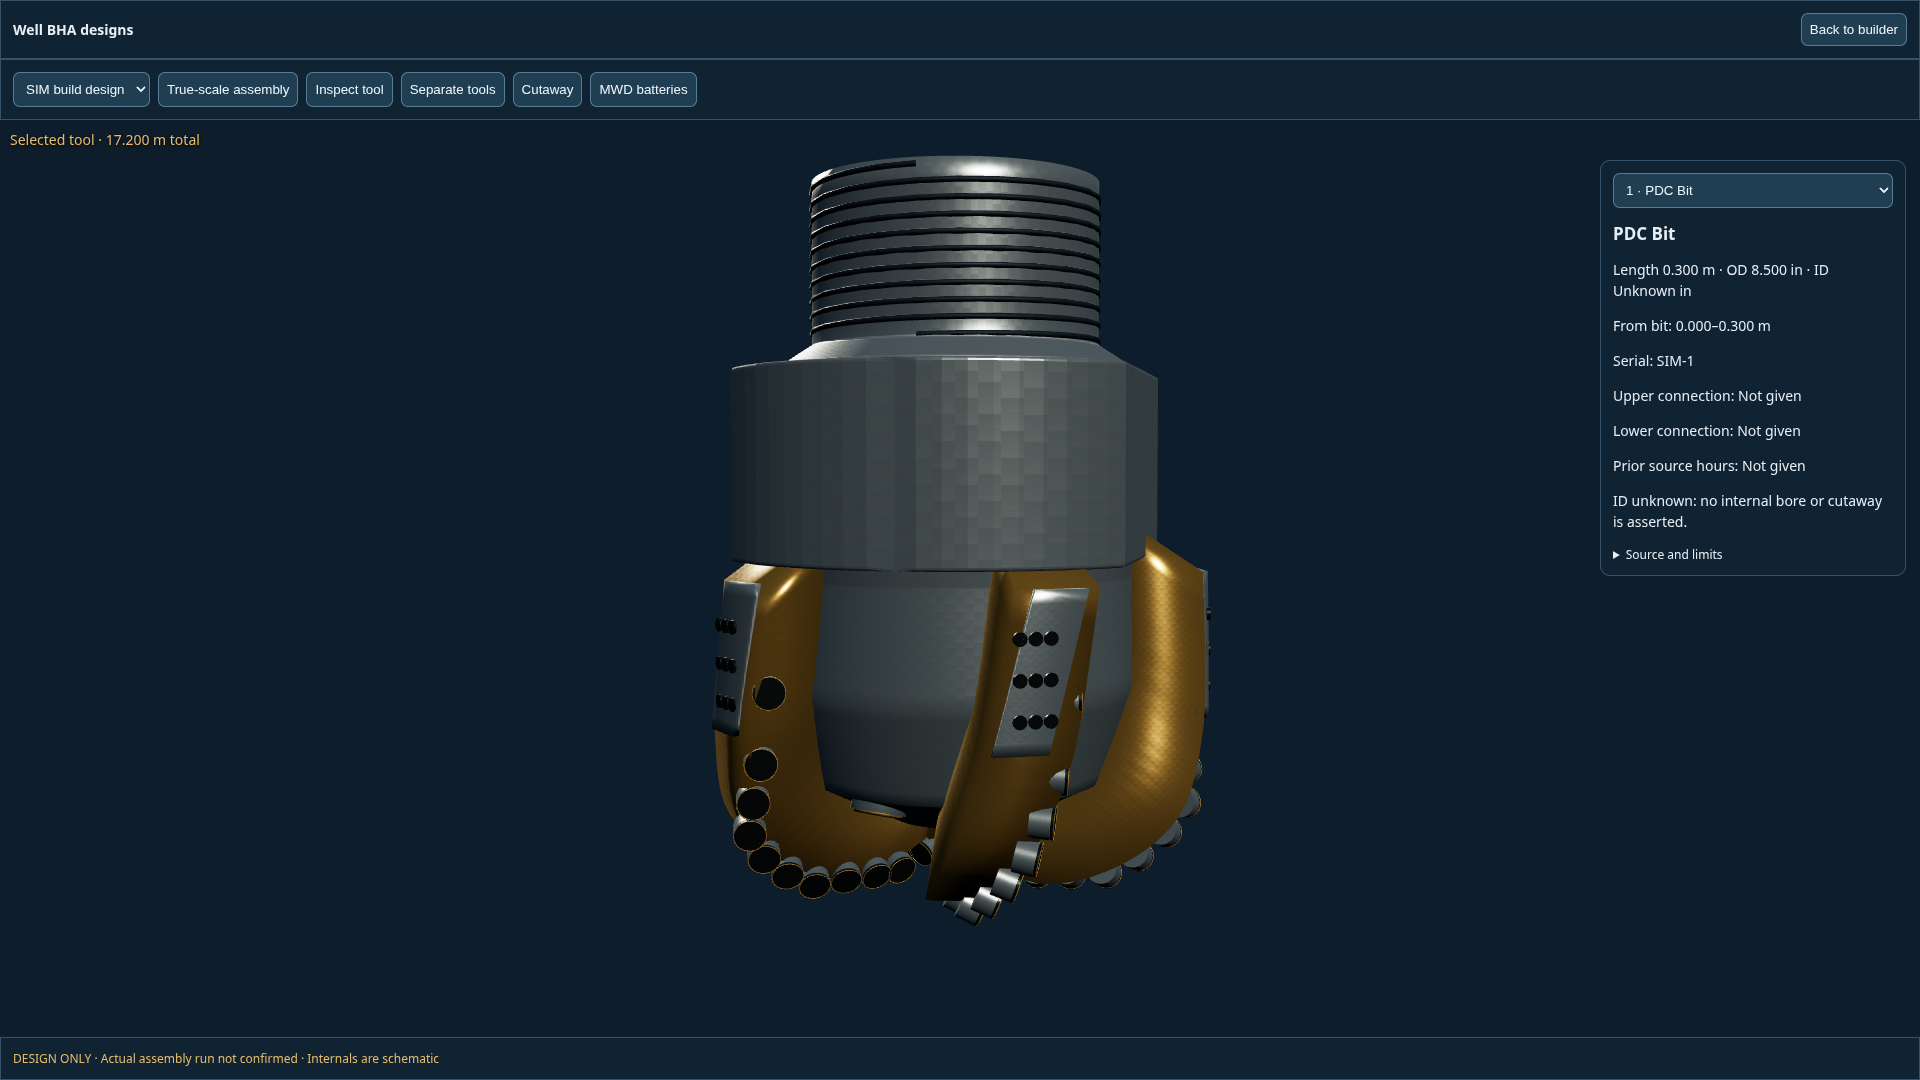 Well BHA designs
Back to builder
SIM build design
True-scale assembly
Inspect tool
Separate tools
Cutaway
MWD batteries
Selected tool · 17.200 m total
1 · PDC Bit
PDC Bit
Length 0.300 m · OD 8.500 in · ID
Unknown in
From bit: 0.000–0.300 m
Serial: SIM-1
Upper connection: Not given
Lower connection: Not given
Prior source hours: Not given
ID unknown: no internal bore or cutaway
is asserted.
Source and limits
DESIGN ONLY · Actual assembly run not confirmed · Internals are schematic